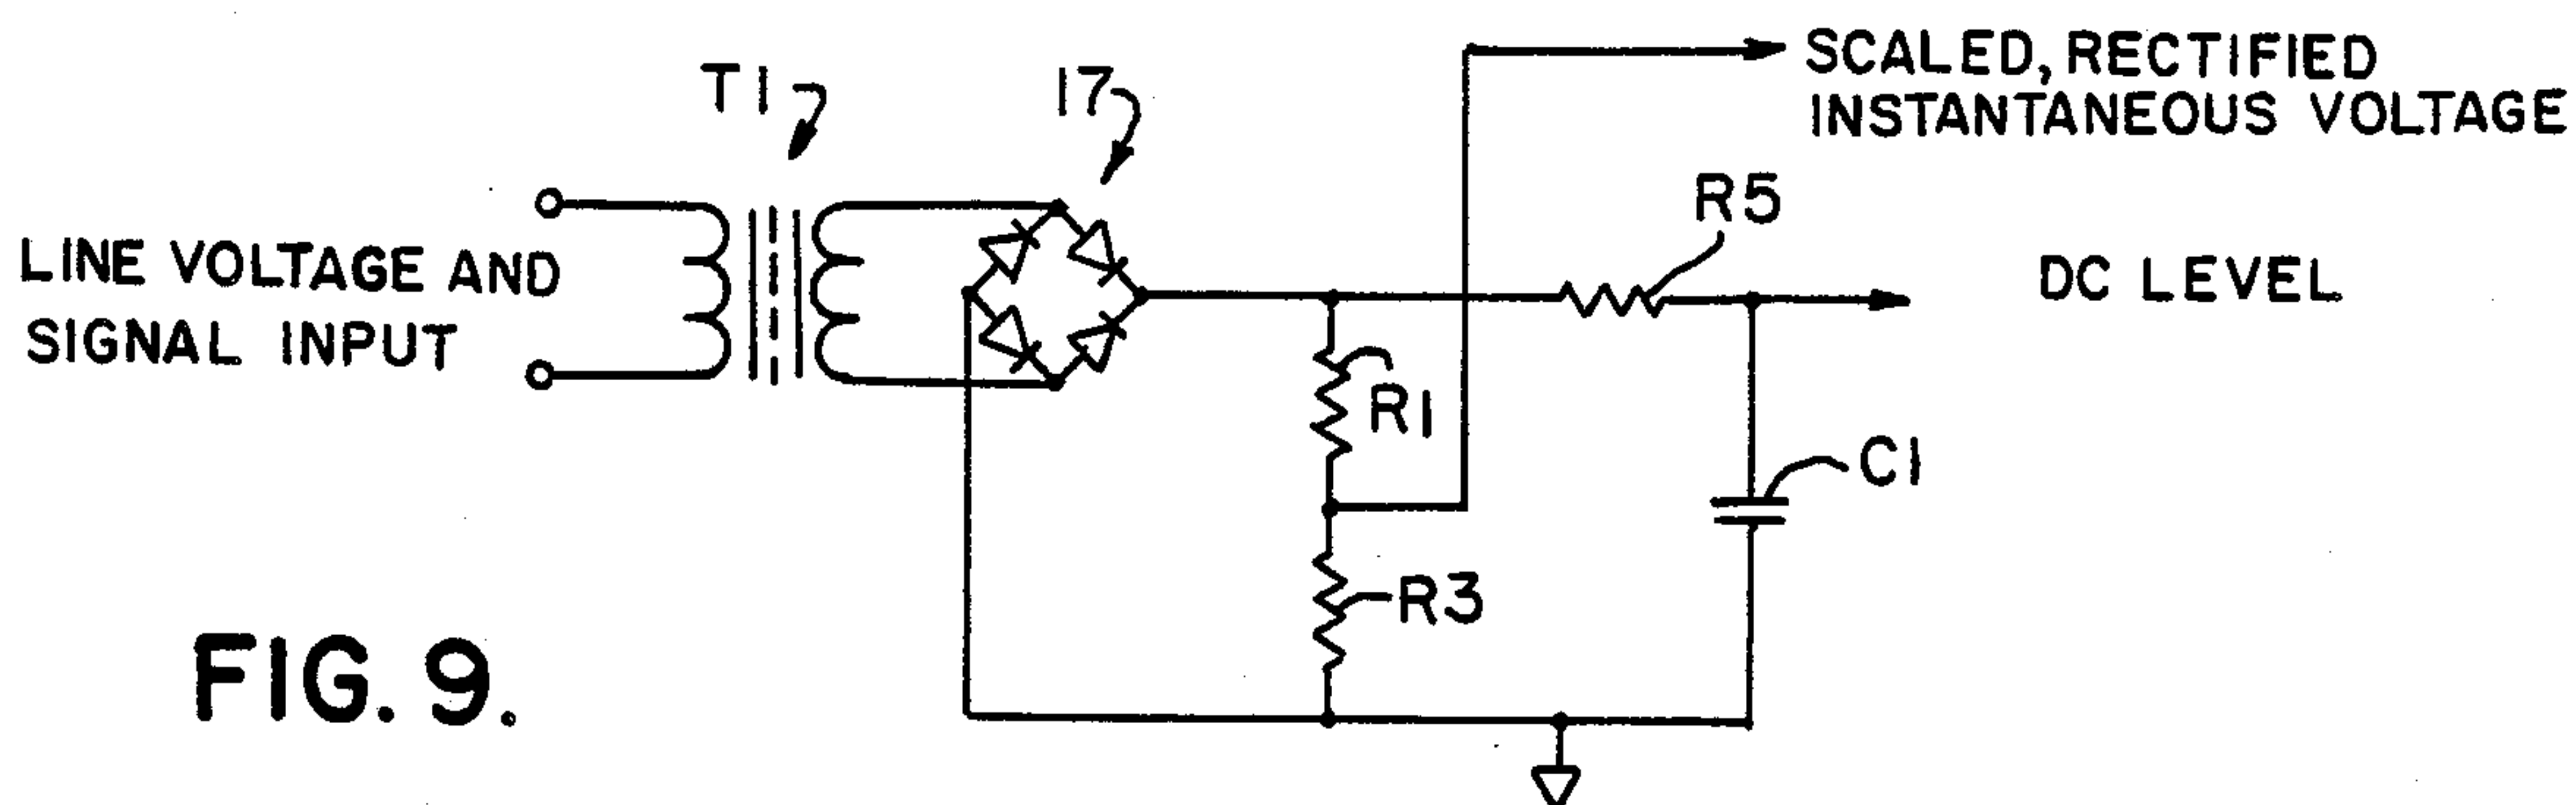 SCALED, RECTIFIED
INSTANTANEOUS VOLTAGE
T1
17
R5
LINE VOLTAGE AND
SIGNAL INPUT
DC LEVEL
R1
C1
R3
FIG. 9.